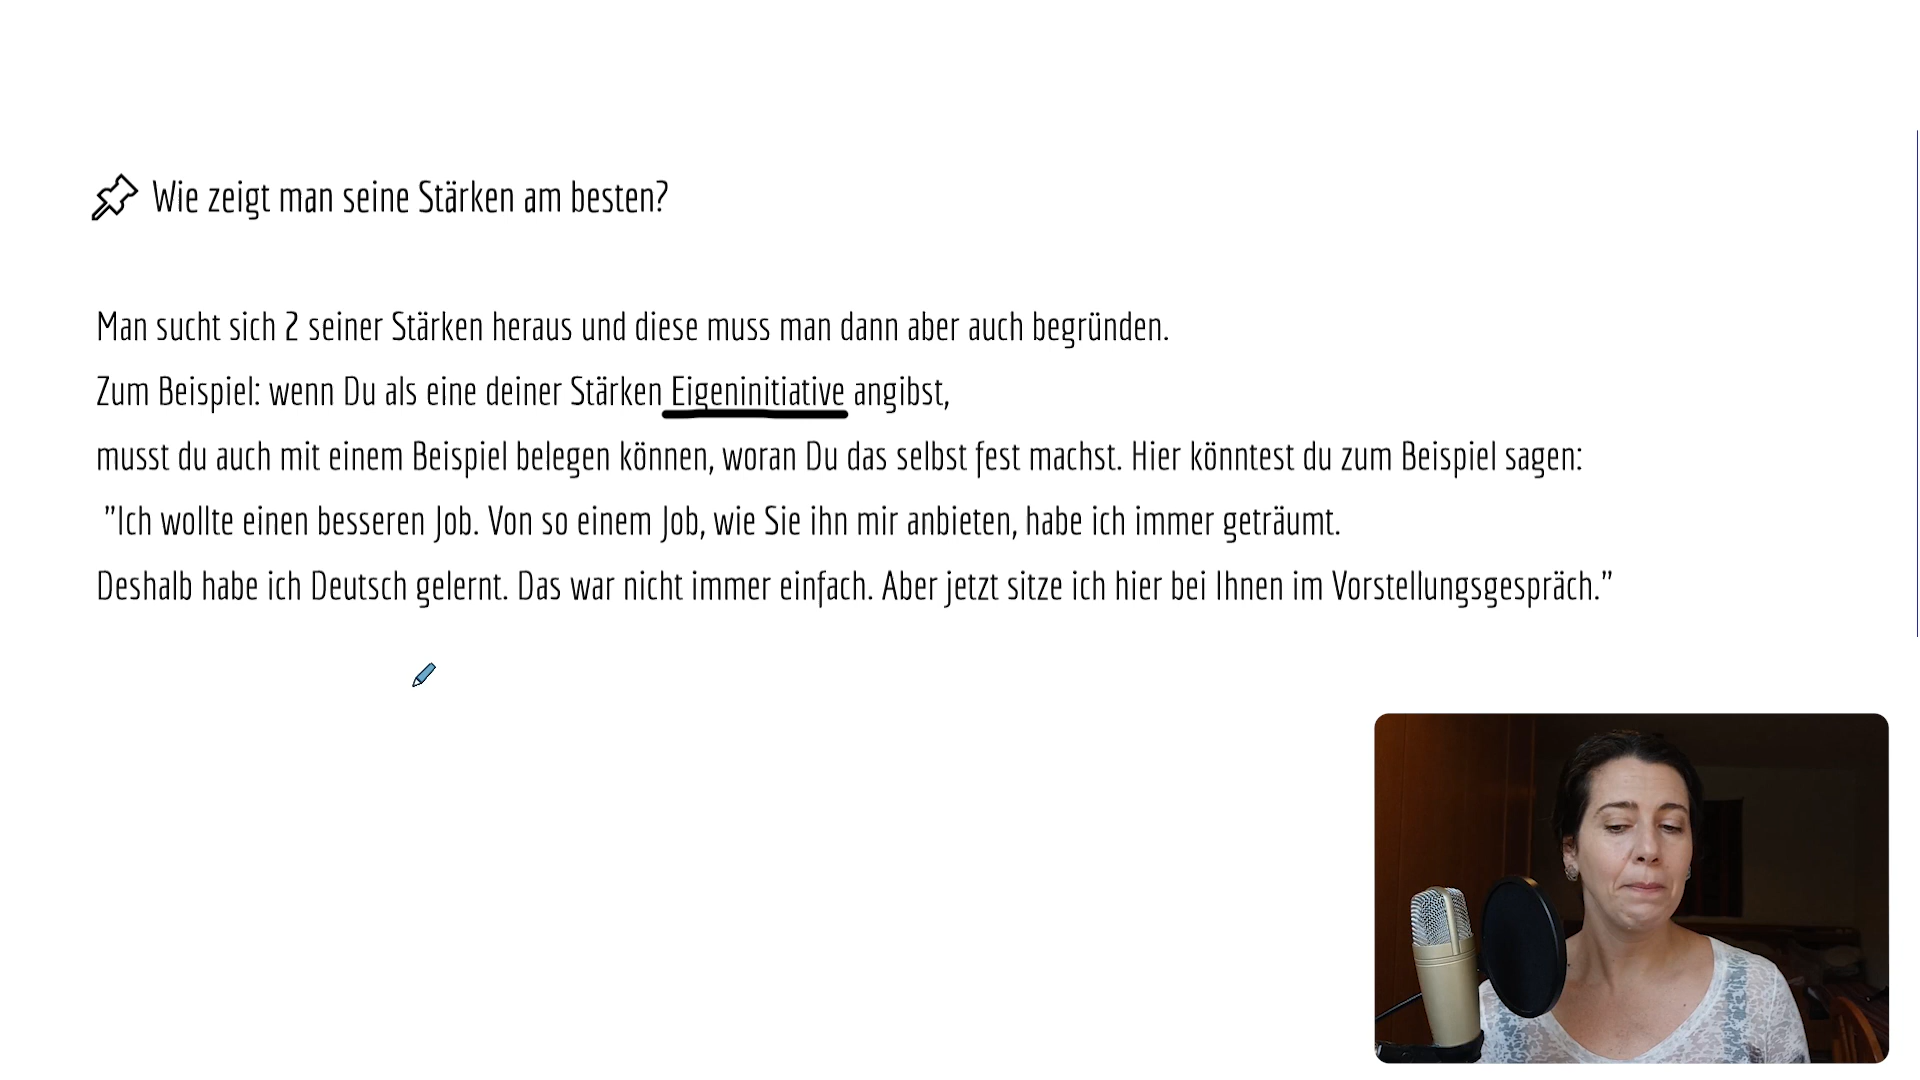 Wie zeigt man seine Stärken am besten?
Man sucht sich 2 seiner Stärken heraus und diese muss man dann aber auch begründen.
Zum Beispiel: wenn Du als eine deiner Stärken Eigeninitiative angibst,
musst du auch mit einem Beispiel belegen können, woran Du das selbst fest machst. Hier könntest du zum Beispiel sagen:
"Ich wollte einen besseren Job. Von so einem Job, wie Sie ihn mir anbieten, habe ich immer geträumt.
Deshalb habe ich Deutsch gelernt. Das war nicht immer einfach. Aber jetzt sitze ich hier bei Ihnen im Vorstellungsgespräch."